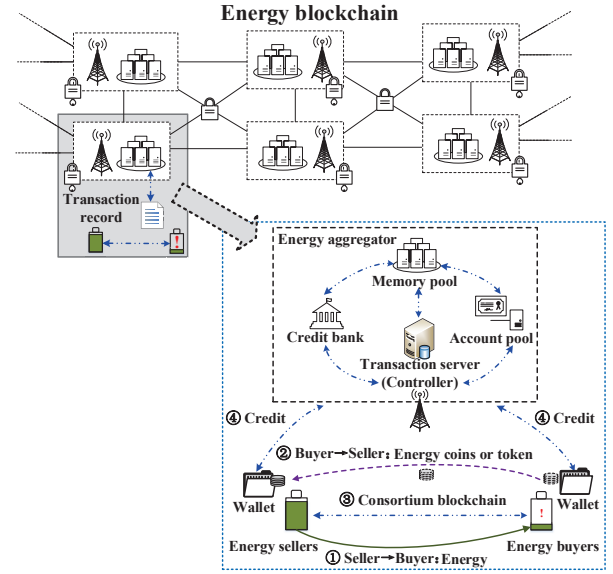 Energy blockchain
Transaction
record
!
Energy aggregator
Memory pool
Credit bank
Account pool
Transaction server
(Controller)
④ Credit
④ Credit
② Buyer→Seller: Energy coins or token
Wallet
Wallet
③ Consortium blockchain
!
Energy sellers
Energy buyers
① Seller→Buyer: Energy